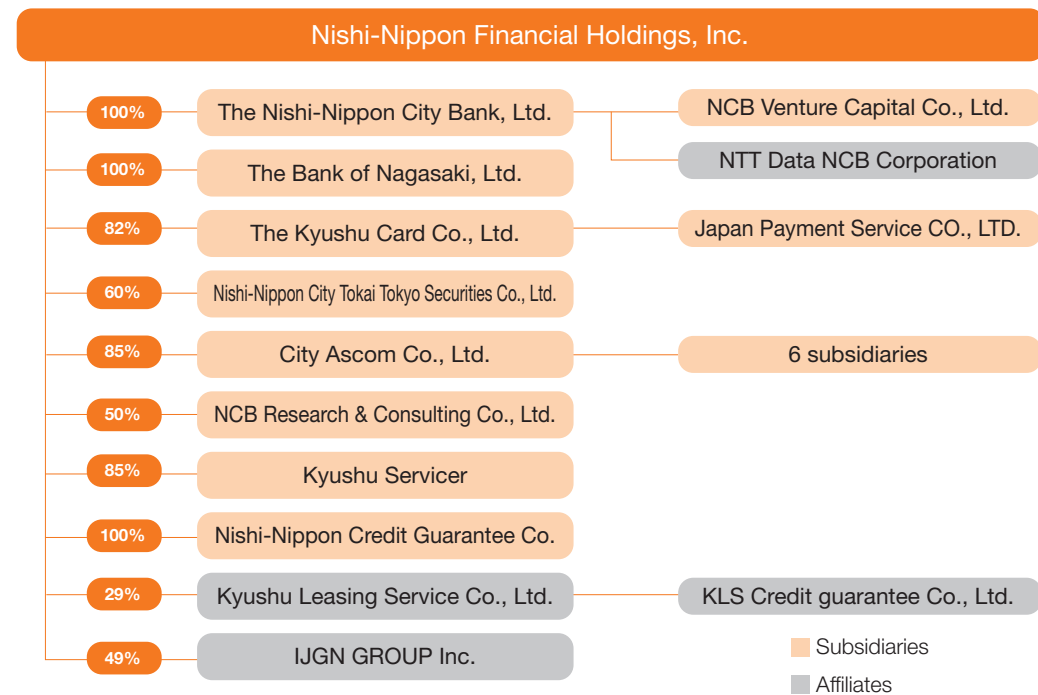 Nishi-Nippon Financial Holdings, Inc.
100%
The Nishi-Nippon City Bank, Ltd.
NCB Venture Capital Co., Ltd.
NTT Data NCB Corporation
100%
The Bank of Nagasaki, Ltd.
82%
The Kyushu Card Co., Ltd.
Japan Payment Service CO., LTD.
60%
Nishi-Nippon City Tokai Tokyo Securities Co., Ltd.
85%
City Ascom Co., Ltd.
6 subsidiaries
50%
NCB Research & Consulting Co., Ltd.
85%
Kyushu Servicer
100%
Nishi-Nippon Credit Guarantee Co.
29%
Kyushu Leasing Service Co., Ltd.
KLS Credit guarantee Co., Ltd.
49%
IJGN GROUP Inc.
Subsidiaries
Affiliates